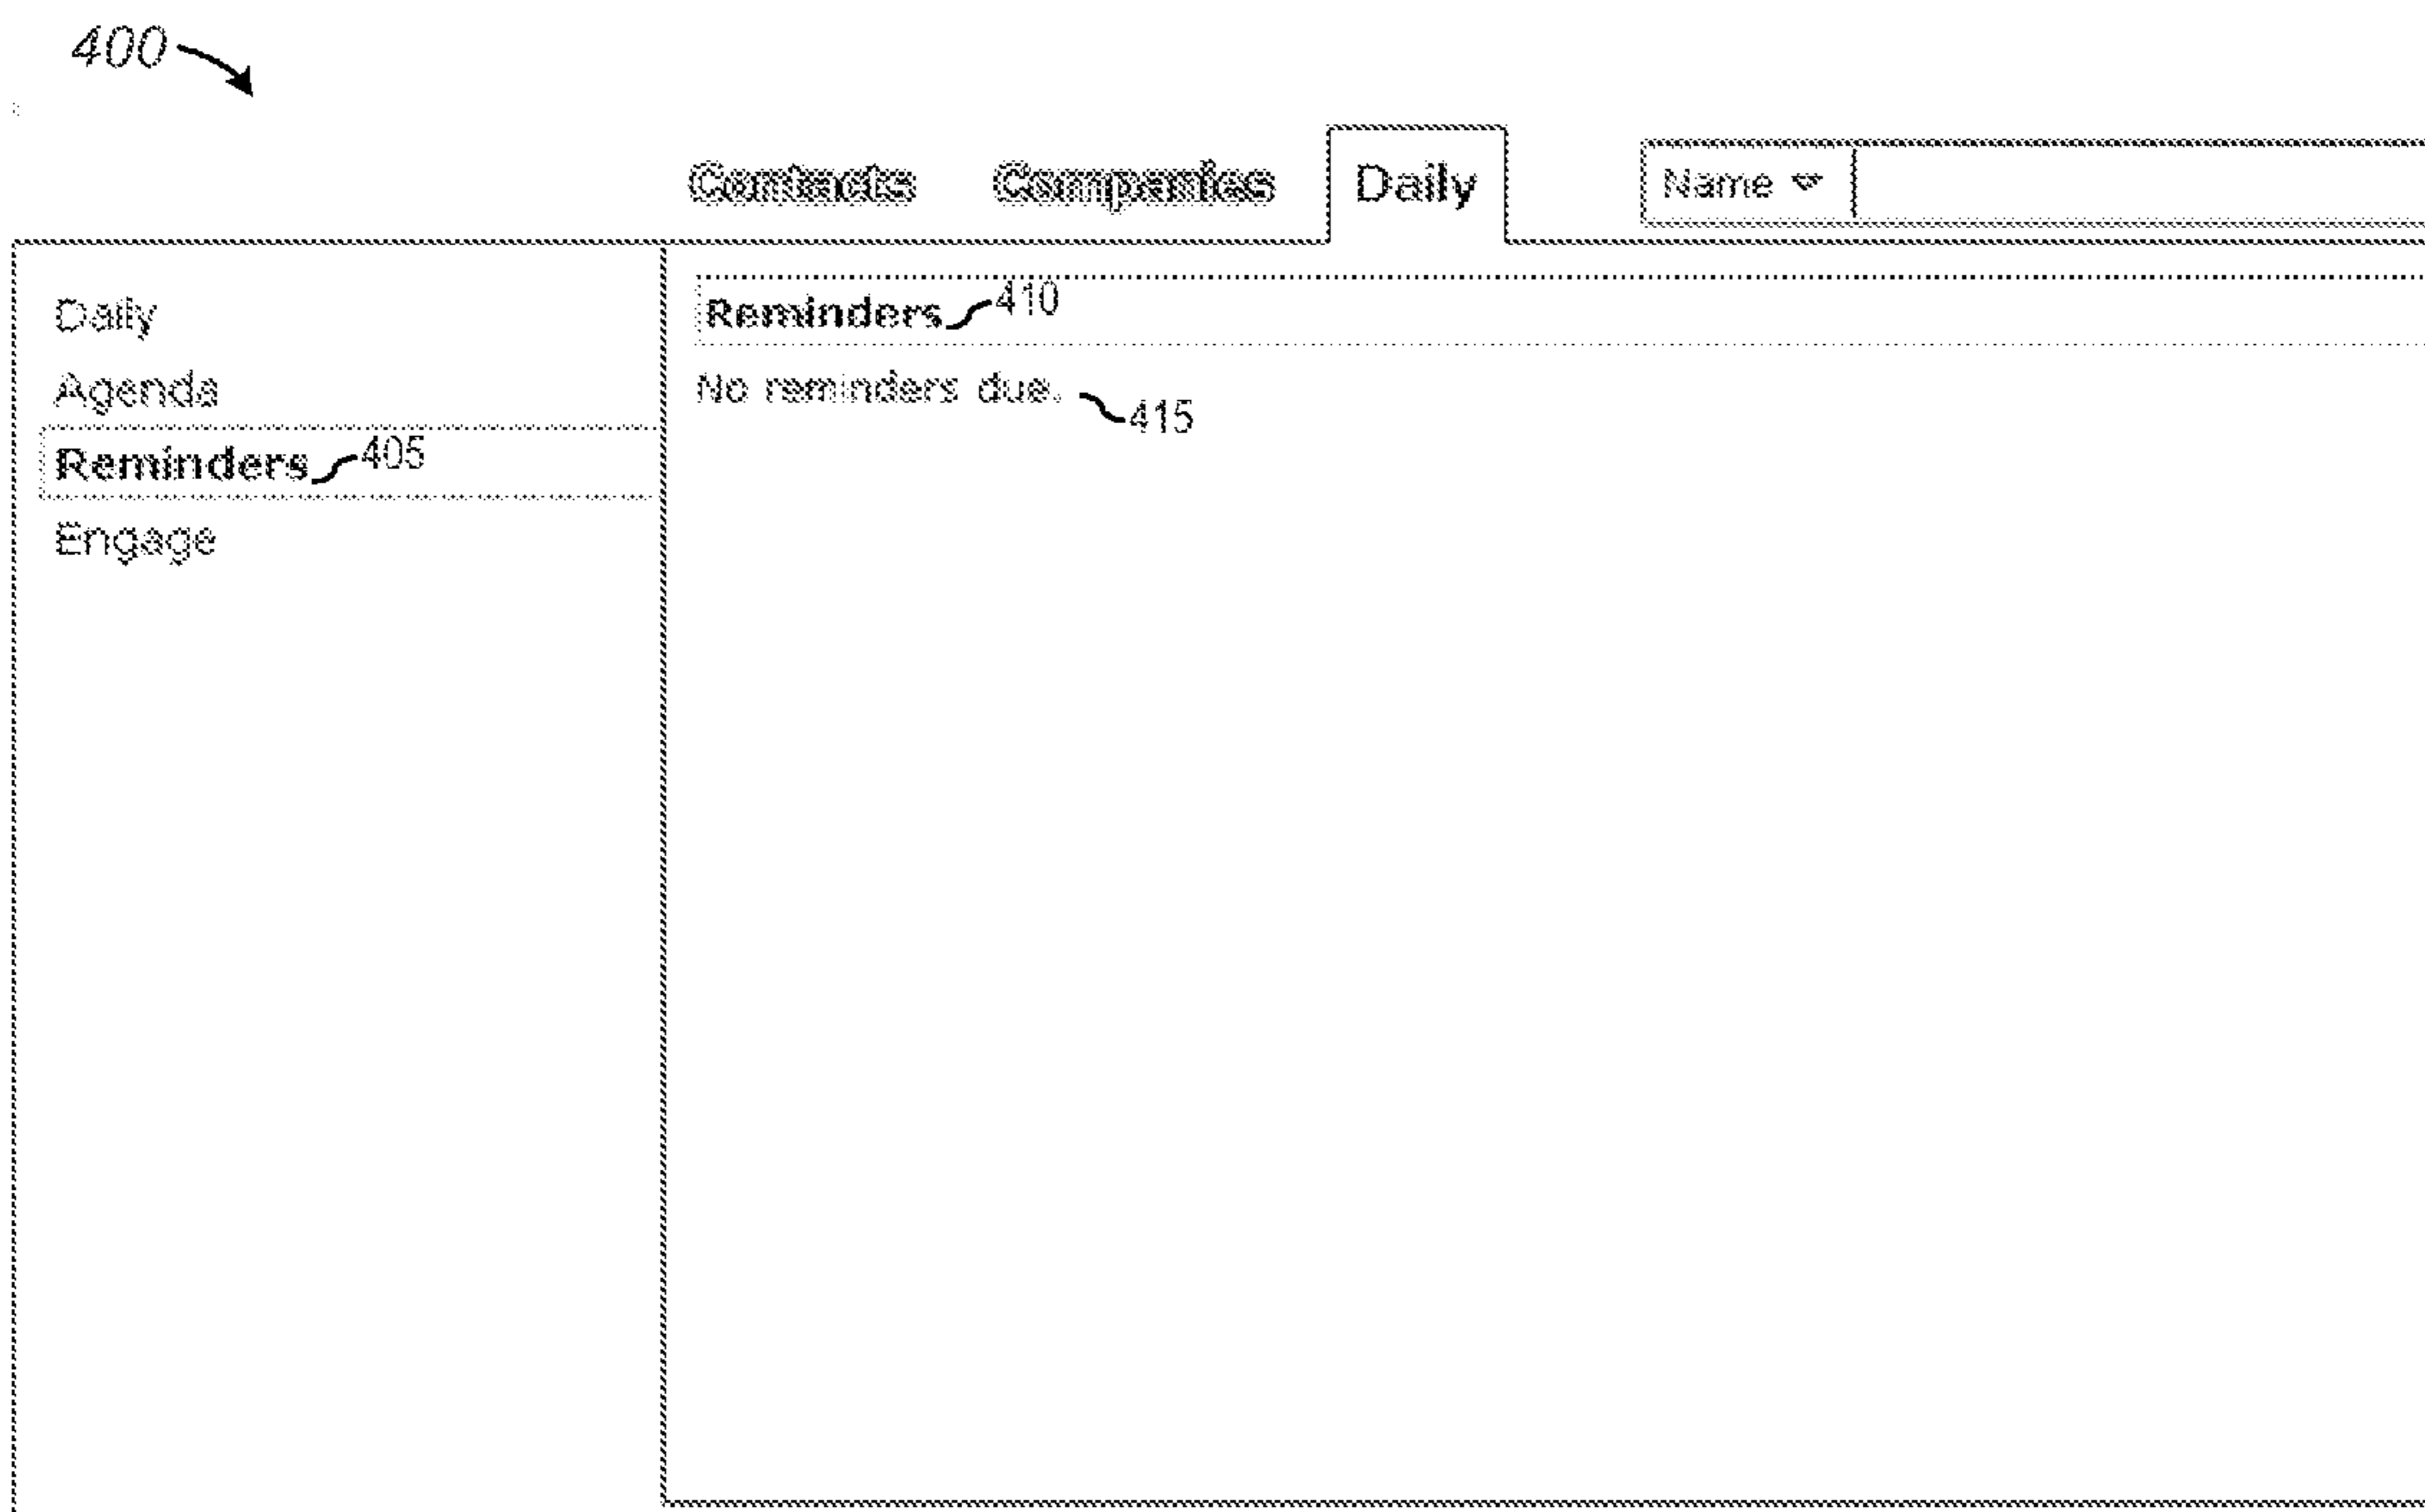 400
Contacts Companies Daily Name
Daily
Agenda
Reminders 405
Engage
Reminders 410
No reminders due. 415